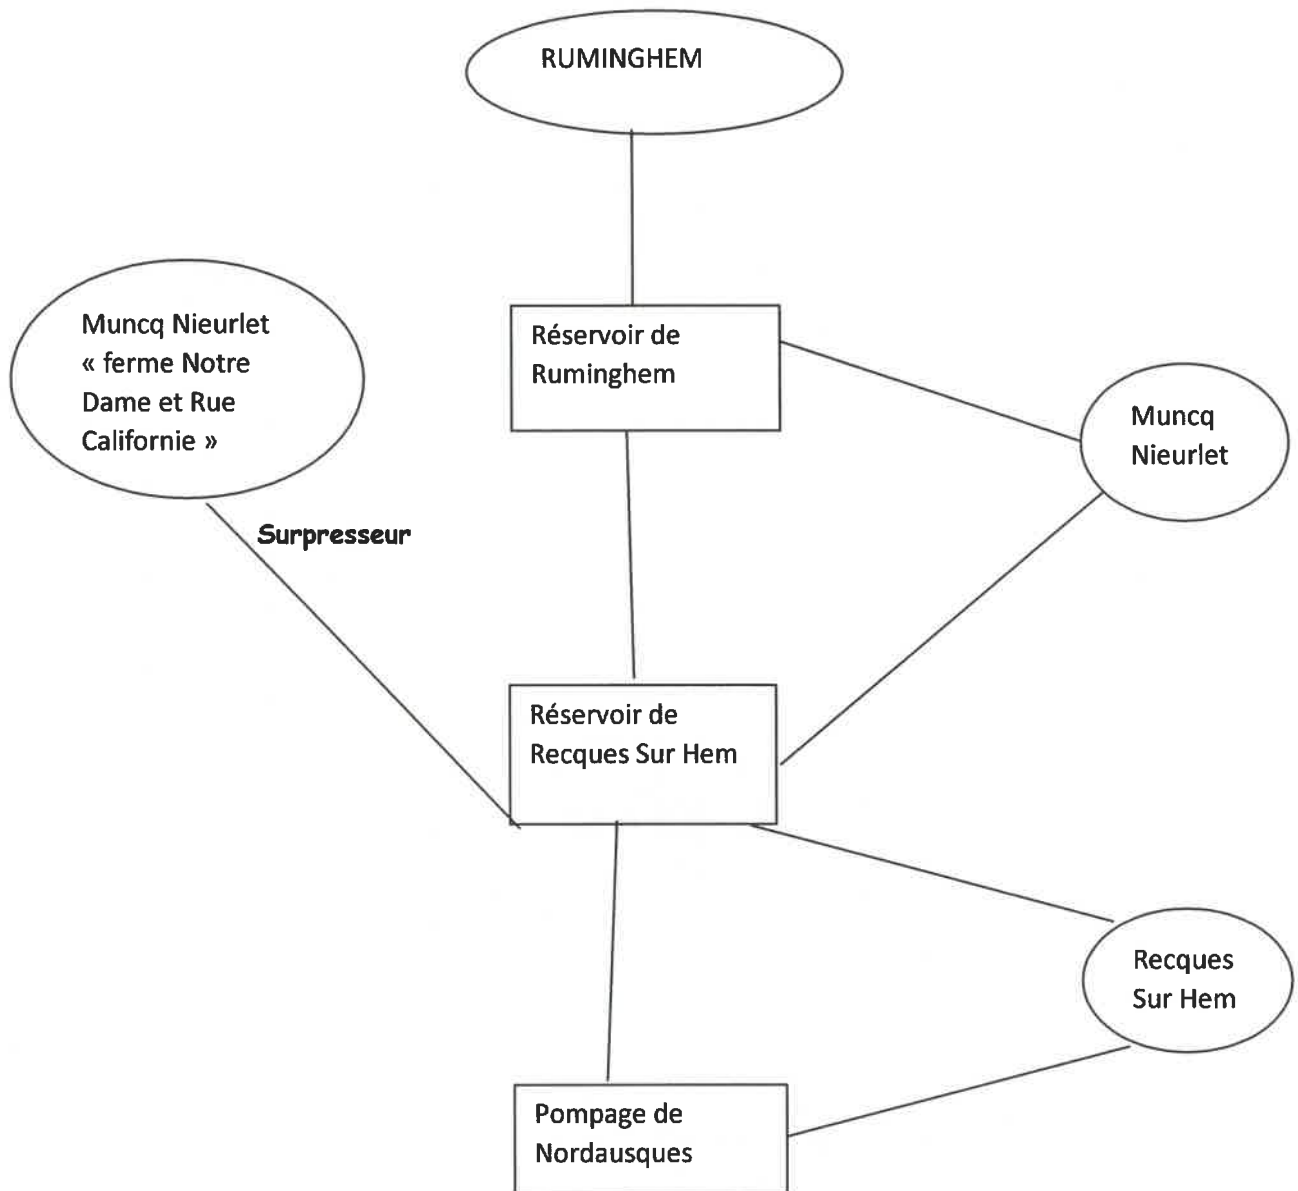 RUMINGHEM
Muncq Nieurlet
« ferme Notre
Dame et Rue
Californie »
Réservoir de
Ruminghem
Muncq
Nieurlet
Surpresseur
Réservoir de
Recques Sur Hem
Recques
Sur Hem
Pompage de
Nordausques